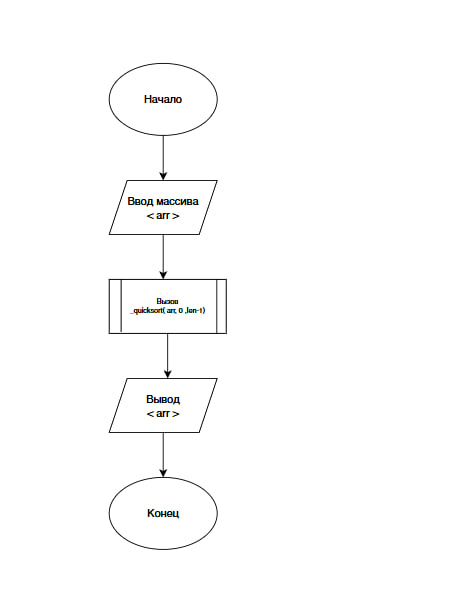 Начало
Ввод массива
< arr >
Вызов
_quicksort( arr, 0 ,len-1)
Вывод
< arr >
Конец